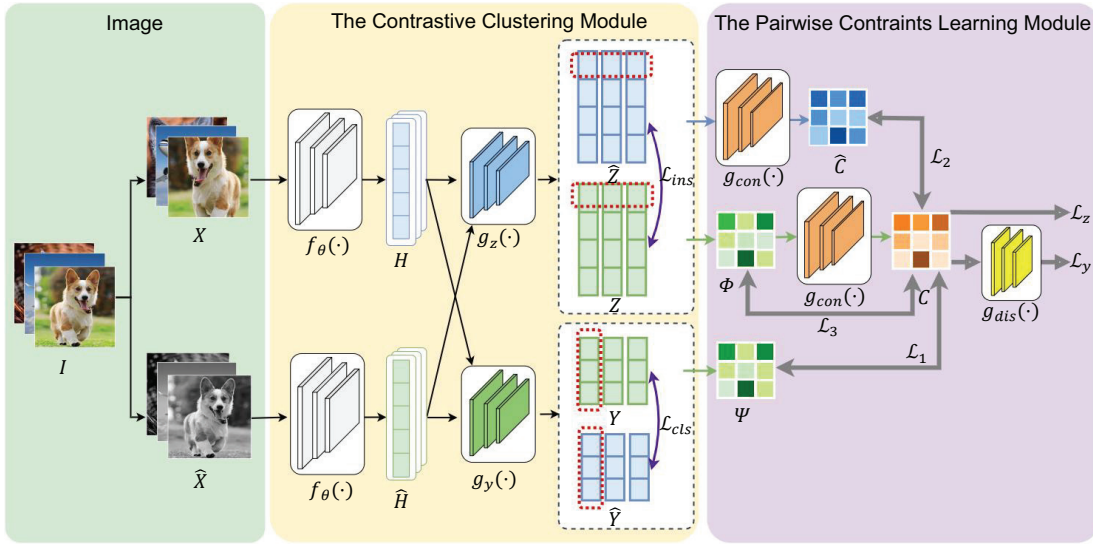 Image
The Contrastive Clustering Module
The Pairwise Contraints Learning Module
I
X
X̂
f_θ(·)
H
f_θ(·)
Ĥ
g_z(·)
g_y(·)
Ẑ
ℒ_ins
Z
Y
ℒ_cls
Ŷ
g_con(·)
Ĉ
ℒ_2
Φ
g_con(·)
C
ℒ_z
ℒ_y
g_dis(·)
ℒ_3
ℒ_1
Ψ